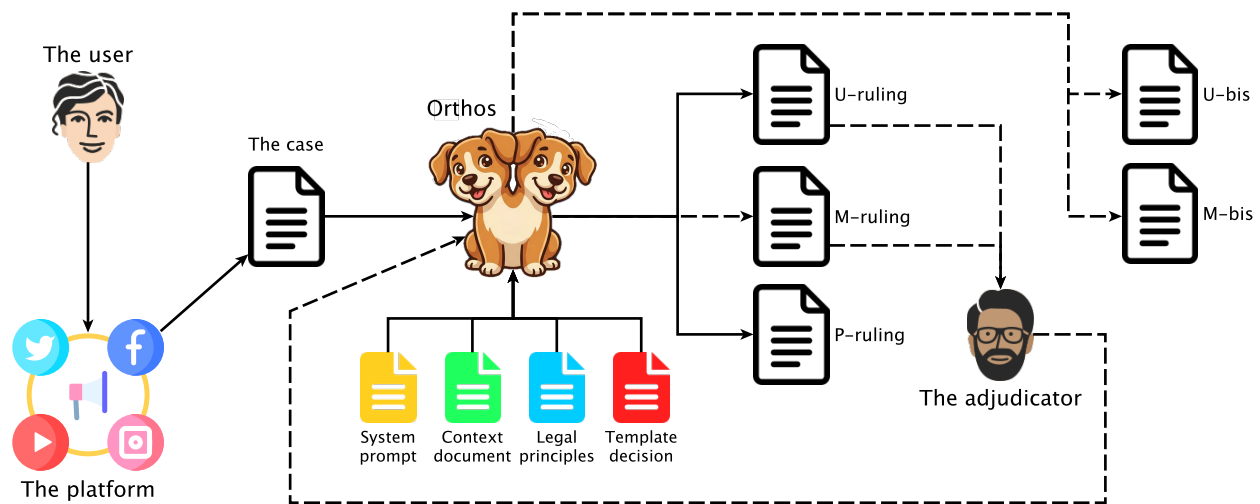 The user
The case
Orthos
U-ruling
M-ruling
P-ruling
U-bis
M-bis
The adjudicator
System
prompt
Context
document
Legal
principles
Template
decision
The platform